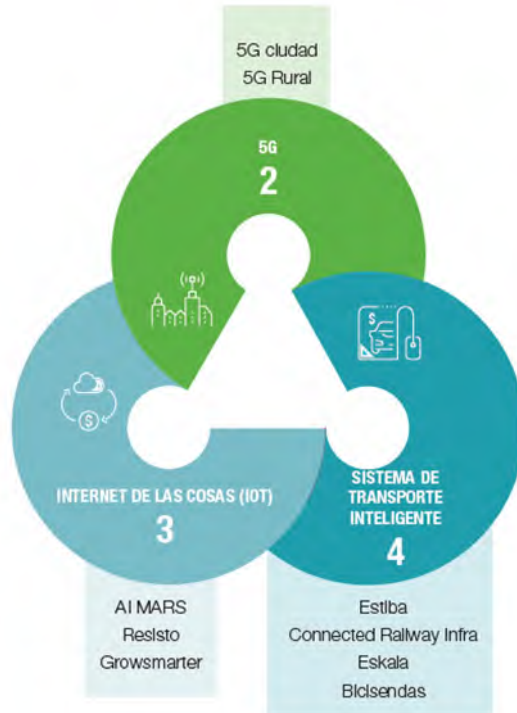 5G ciudad
5G Rural
5G
2
$
$
INTERNET DE LAS COSAS (IOT)
3
SISTEMA DE
TRANSPORTE
INTELIGENTE
4
AI MARS
Resisto
Growsmarter
Estiba
Connected Railway Infra
Eskala
Bicisendas